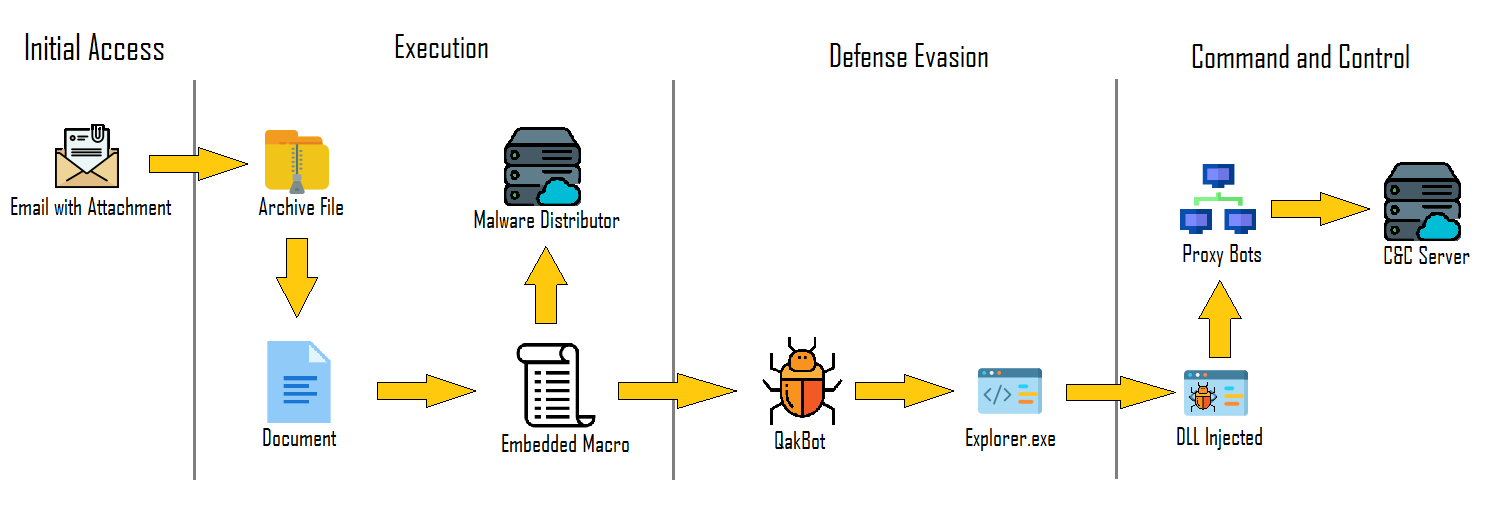 Initial Access
Execution
Defense Evasion
Command and Control
Email with Attachment
Archive File
Malware Distributor
Proxy Bots
C&C Server
Document
Embedded Macro
QakBot
Explorer.exe
DLL Injected